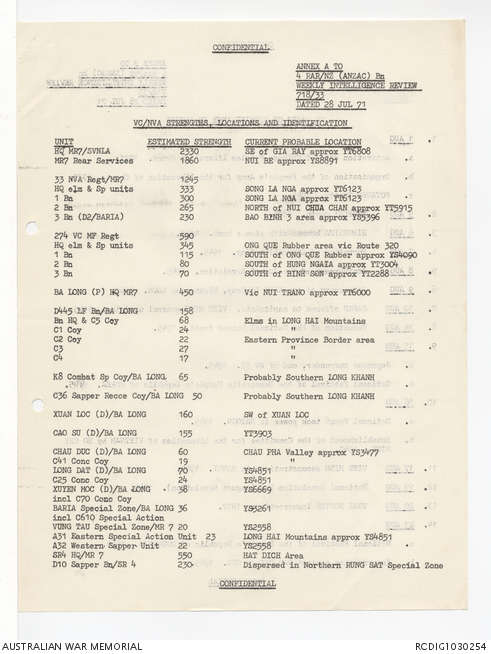 CONFIDENTIAL
ANNEX A TO
4 RAR/NZ (ANZAC) Bn
WEEKLY INTELLIGENCE REVIEW
718/33
DATED 28 JUL 71
VC/NVA STRENGTHS, LOCATIONS AND IDENTIFICATION
UNIT ESTIMATED STRENGTH CURRENT PROBABLE LOCATION
HQ MR7/SVNLA 2330 SE of GIA RAY approx YT6808
MR7 Rear Services 1860 NUI BE approx YS8891
33 NVA Regt/MR7 1245
HQ elm & Sp units 333 SONG LA NGA approx YT6123
1 Bn 300 SONG LA NGA approx YT6123
2 Bn 265 NORTH of NUI CHUA CHAN approx YT5915
3 Bn (D2/BARIA) 230 BAO BINH 3 area approx YS5396
274 VC MF Regt 590
HQ elms & Sp units 345 ONG QUE Rubber area vic Route 320
1 Bn 115 SOUTH of ONG QUE Rubber approx YS4090
2 Bn 80 SOUTH of HUNG NGHIA approx YT3004
3 Bn 70 SOUTH of BINH SON approx YT2288
BA LONG (P) HQ MR7 450 Vic NUI TRANO approx YT6000
D445 LF Bn/BA LONG 158
Bn HQ & C5 Coy 68 Elms in LONG HAI Mountains
C1 Coy 24 "
C2 Coy 22 Eastern Province Border area
C3 27 "
C4 17 "
K8 Combat Sp Coy/BA LONG 65 Probably Southern LONG KHANH
C36 Sapper Recce Coy/BA LONG 50 Probably Southern LONG KHANH
XUAN LOC (D)/BA LONG 160 SW of XUAN LOC
CAO SU (D)/BA LONG 155 YT3903
CHAU DUC (D)/BA LONG 60 CHAU PHA Valley approx YS3477
C41 Conc Coy 19 "
LONG DAT (D)/BA LONG 70 YS4851
C25 Conc Coy 24 YS4851
XUYEN MOC (D)/BA LONG 38 YS6669
incl C70 Conc Coy
BARIA Special Zone/BA LONG 36 YS3261
incl C610 Special Action
VUNG TAU Special Zone/MR 7 20 YS2558
A31 Eastern Special Action Unit 23 LONG HAI Mountains approx YS4851
A32 Western Sapper Unit 22 YS2558
SR4 HQ/MR 7 550 HAT DICH Area
D10 Sapper Bn/SR 4 230 Dispersed in Northern RUNG SAT Special Zone
CONFIDENTIAL
AUSTRALIAN WAR MEMORIAL RCDIG1030254